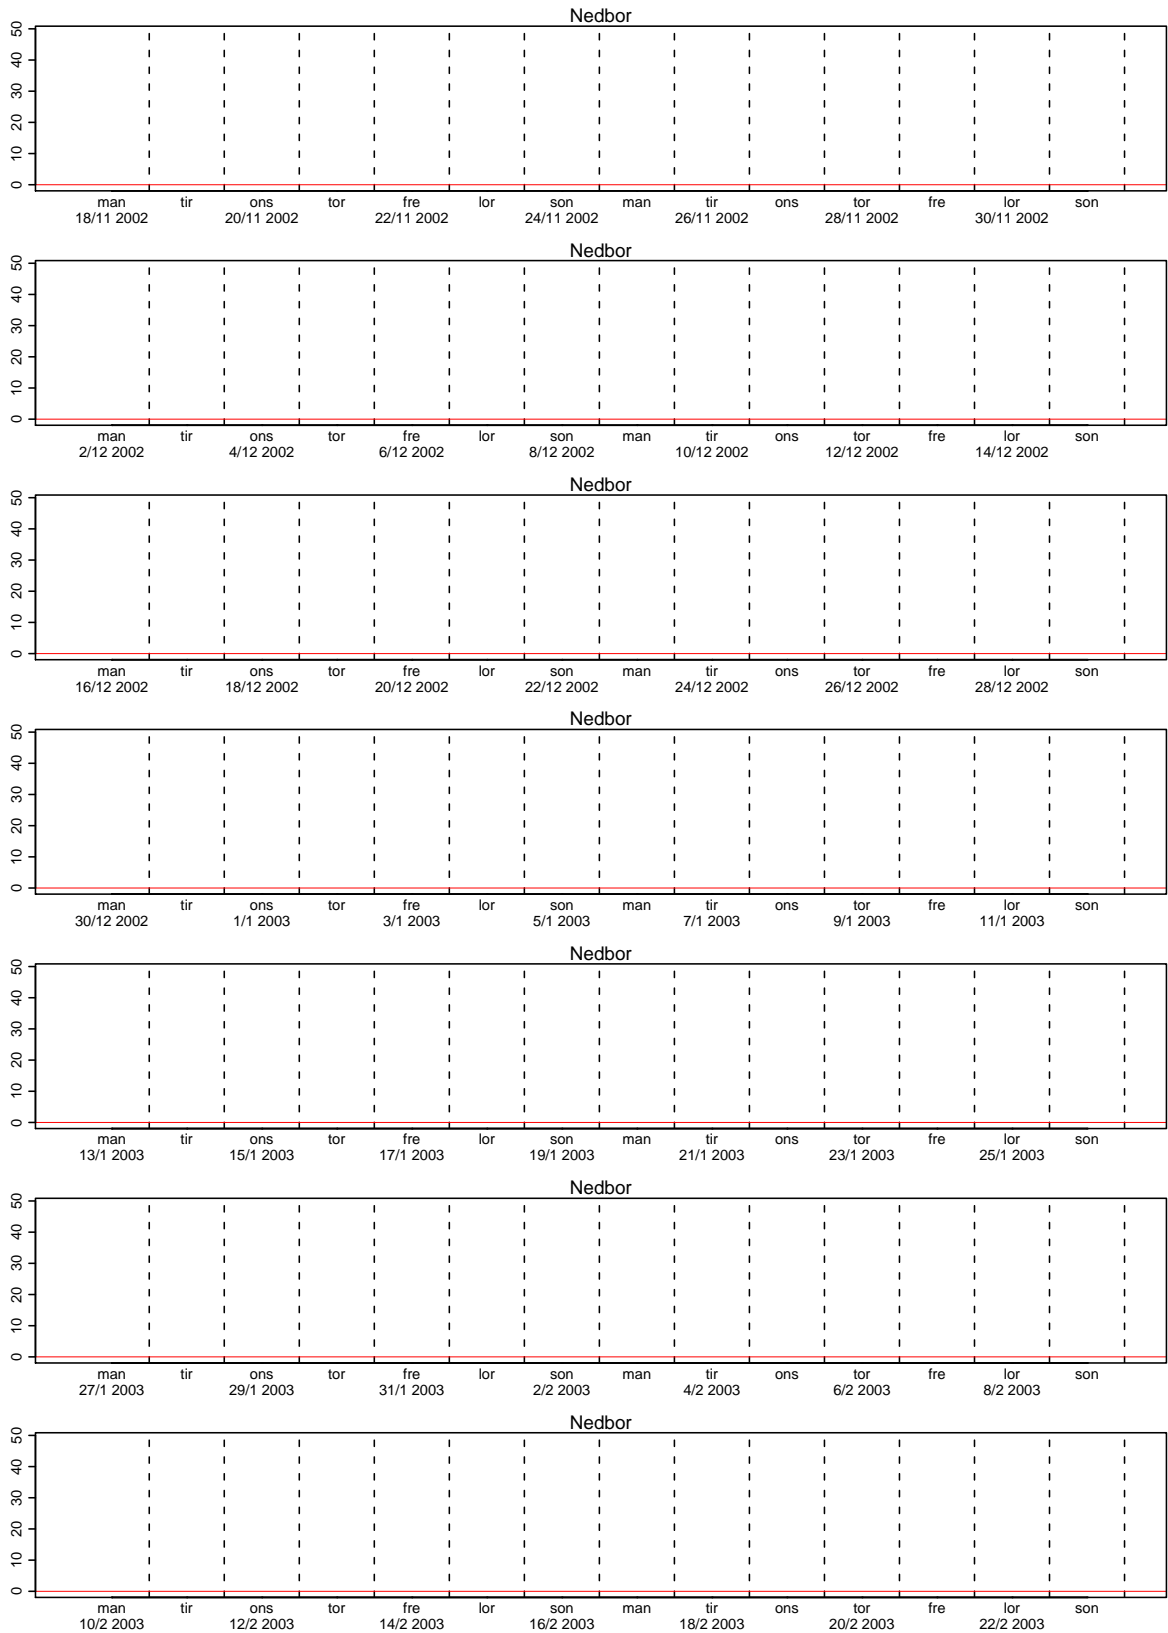 Nedbor
50
40
30
20
10
0
man tir ons tor fre lor son man tir ons tor fre lor son
18/11 2002 20/11 2002 22/11 2002 24/11 2002 26/11 2002 28/11 2002 30/11 2002
Nedbor
50
40
30
20
10
0
man tir ons tor fre lor son man tir ons tor fre lor son
2/12 2002 4/12 2002 6/12 2002 8/12 2002 10/12 2002 12/12 2002 14/12 2002
Nedbor
50
40
30
20
10
0
man tir ons tor fre lor son man tir ons tor fre lor son
16/12 2002 18/12 2002 20/12 2002 22/12 2002 24/12 2002 26/12 2002 28/12 2002
Nedbor
50
40
30
20
10
0
man tir ons tor fre lor son man tir ons tor fre lor son
30/12 2002 1/1 2003 3/1 2003 5/1 2003 7/1 2003 9/1 2003 11/1 2003
Nedbor
50
40
30
20
10
0
man tir ons tor fre lor son man tir ons tor fre lor son
13/1 2003 15/1 2003 17/1 2003 19/1 2003 21/1 2003 23/1 2003 25/1 2003
Nedbor
50
40
30
20
10
0
man tir ons tor fre lor son man tir ons tor fre lor son
27/1 2003 29/1 2003 31/1 2003 2/2 2003 4/2 2003 6/2 2003 8/2 2003
Nedbor
50
40
30
20
10
0
man tir ons tor fre lor son man tir ons tor fre lor son
10/2 2003 12/2 2003 14/2 2003 16/2 2003 18/2 2003 20/2 2003 22/2 2003